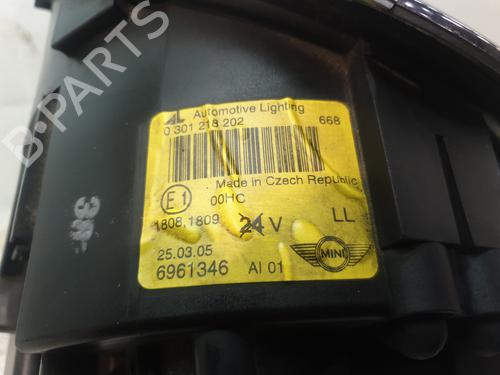 Automotive Lighting
0 301 218 202 668
Made in Czech Republic
E1 00HC
1808,1809 24 V LL
25.03.05
6961346 AI 01
MINI
B-PARTS